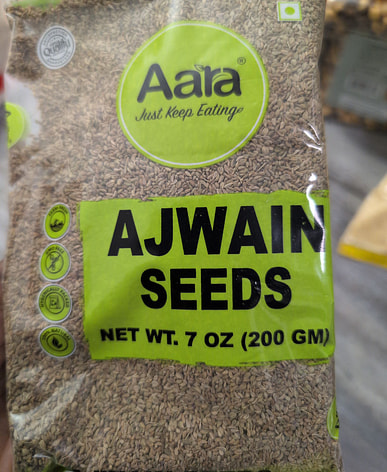 Aara®
Just Keep Eating
AJWAIN
SEEDS
NET WT. 7 OZ (200 GM)